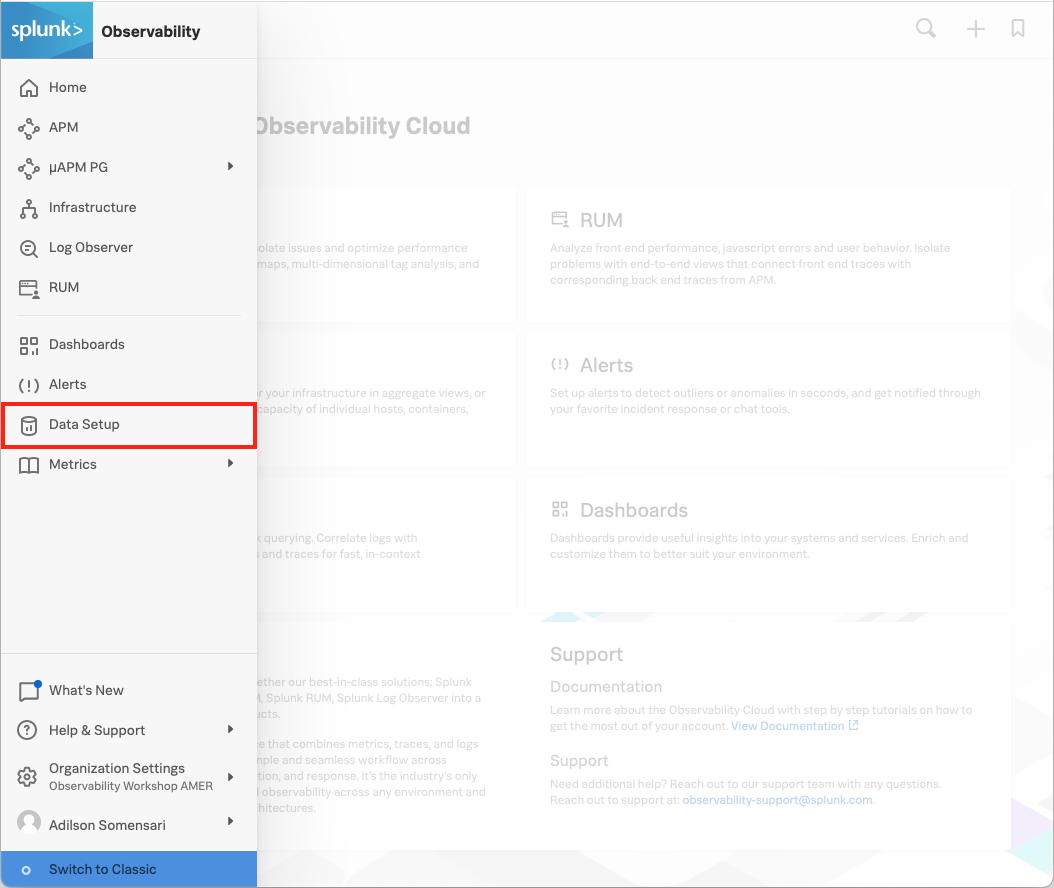 splunk>
Observability
Home
APM
µAPM PG
Infrastructure
Log Observer
RUM
Dashboards
Alerts
Data Setup
Metrics
What's New
Help & Support
Organization Settings
Observability Workshop AMER
Adilson Somensari
Switch to Classic
Observability Cloud
olate issues and optimize performance
maps, multi-dimensional tag analysis, and
RUM
Analyze front end performance, javascript errors and user behavior. Isolate
problems with end-to-end views that connect front end traces with
corresponding back end traces from APM.
your infrastructure in aggregate views, or
capacity of individual hosts, containers,
Alerts
Set up alerts to detect outliers or anomalies in seconds, and get notified through
your favorite incident response or chat tools.
querying. Correlate logs with
and traces for fast, in-context
Dashboards
Dashboards provide useful insights into your systems and services. Enrich and
customize them to better suit your environment.
ether our best-in-class solutions: Splunk
, Splunk RUM, Splunk Log Observer into a
ucts.
ce that combines metrics, traces, and logs
mple and seamless workflow across
tion, and response. It's the industry's only
observability across any environment and
hitectures.
Support
Documentation
Learn more about the Observability Cloud with step by step tutorials on how to
get the most out of your account. View Documentation
Support
Need additional help? Reach out to our support team with any questions.
Reach out to support at: observability-support@splunk.com.